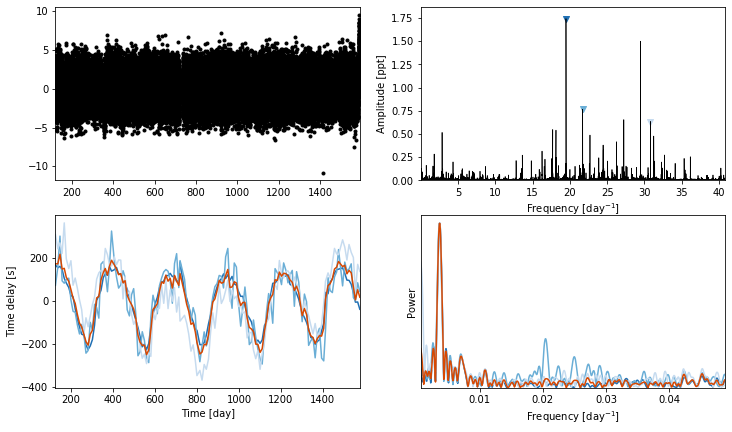 10
5
0
−5
−10
200 400 600 800 1000 1200 1400
Amplitude [ppt]
1.75
1.50
1.25
1.00
0.75
0.50
0.25
0.00
5 10 15 20 25 30 35 40
Frequency [day⁻¹]
Time delay [s]
200
0
−200
−400
200 400 600 800 1000 1200 1400
Time [day]
Power
0.01 0.02 0.03 0.04
Frequency [day⁻¹]